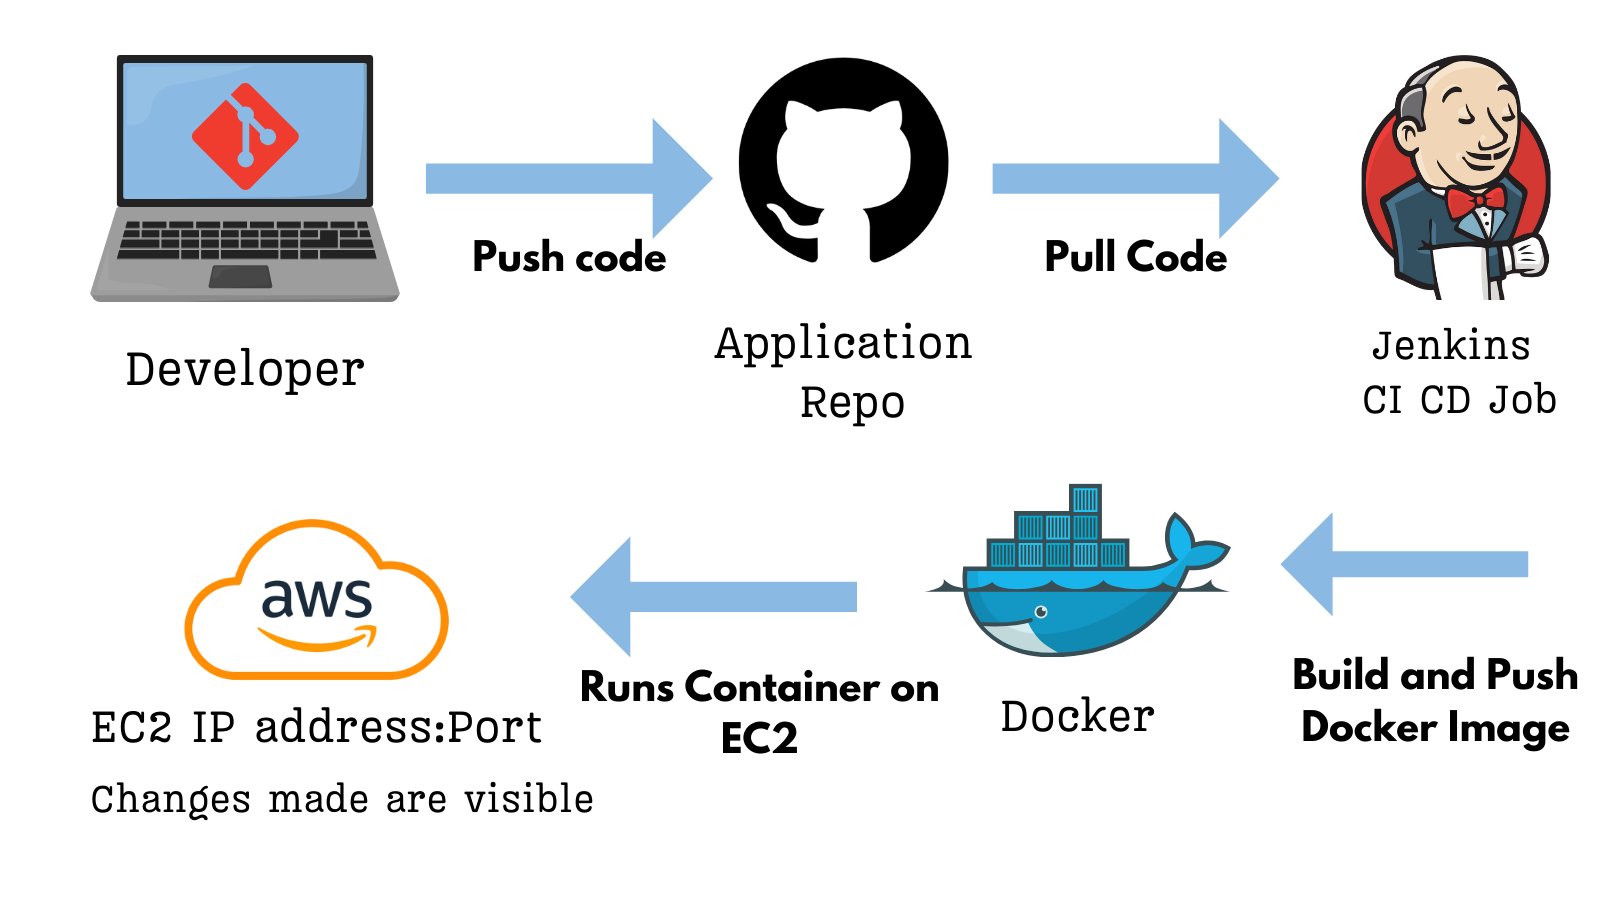 Push code
Pull Code
Developer
Application
Repo
Jenkins
CI CD Job
aws
EC2 IP address:Port
Changes made are visible
Runs Container on
EC2
Docker
Build and Push
Docker Image